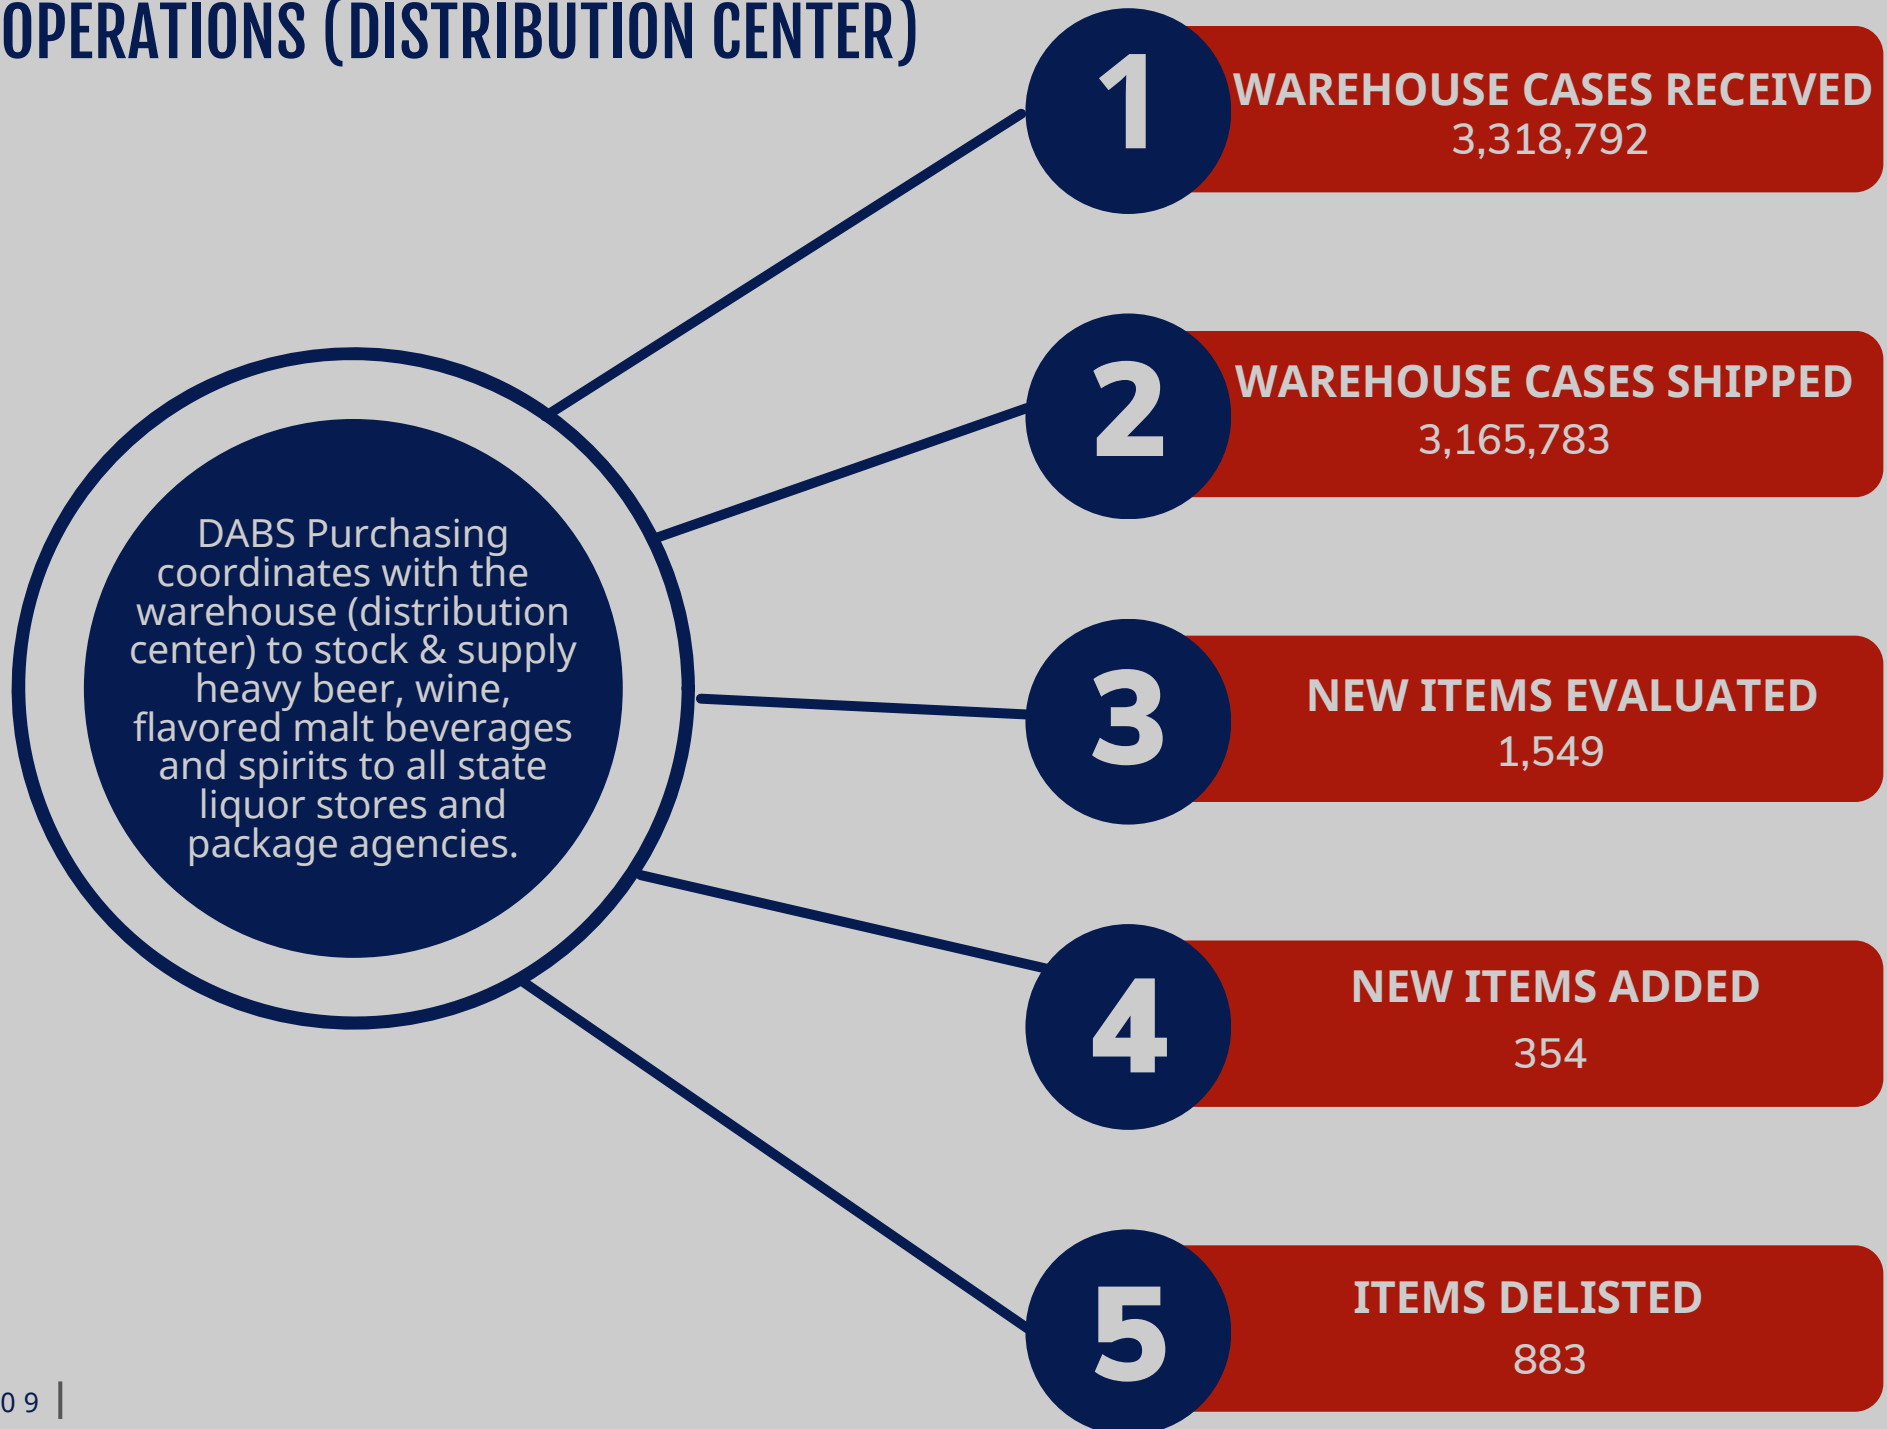 OPERATIONS (DISTRIBUTION CENTER)
1
WAREHOUSE CASES RECEIVED
3,318,792
2
WAREHOUSE CASES SHIPPED
3,165,783
DABS Purchasing
coordinates with the
warehouse (distribution
center) to stock & supply
heavy beer, wine,
flavored malt beverages
and spirits to all state
liquor stores and
package agencies.
3
NEW ITEMS EVALUATED
1,549
4
NEW ITEMS ADDED
354
5
ITEMS DELISTED
883
09 |